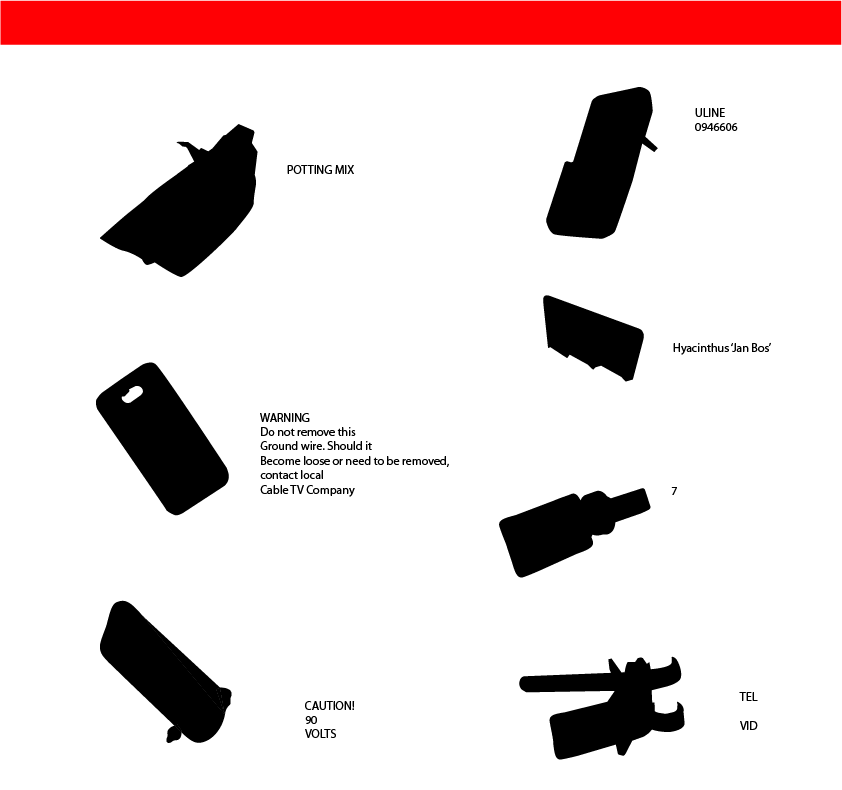 POTTING MIX
ULINE
0946606
Hyacinthus ‘Jan Bos’
WARNING
Do not remove this
Ground wire. Should it
Become loose or need to be removed,
contact local
Cable TV Company
7
CAUTION!
90
VOLTS
TEL
VID